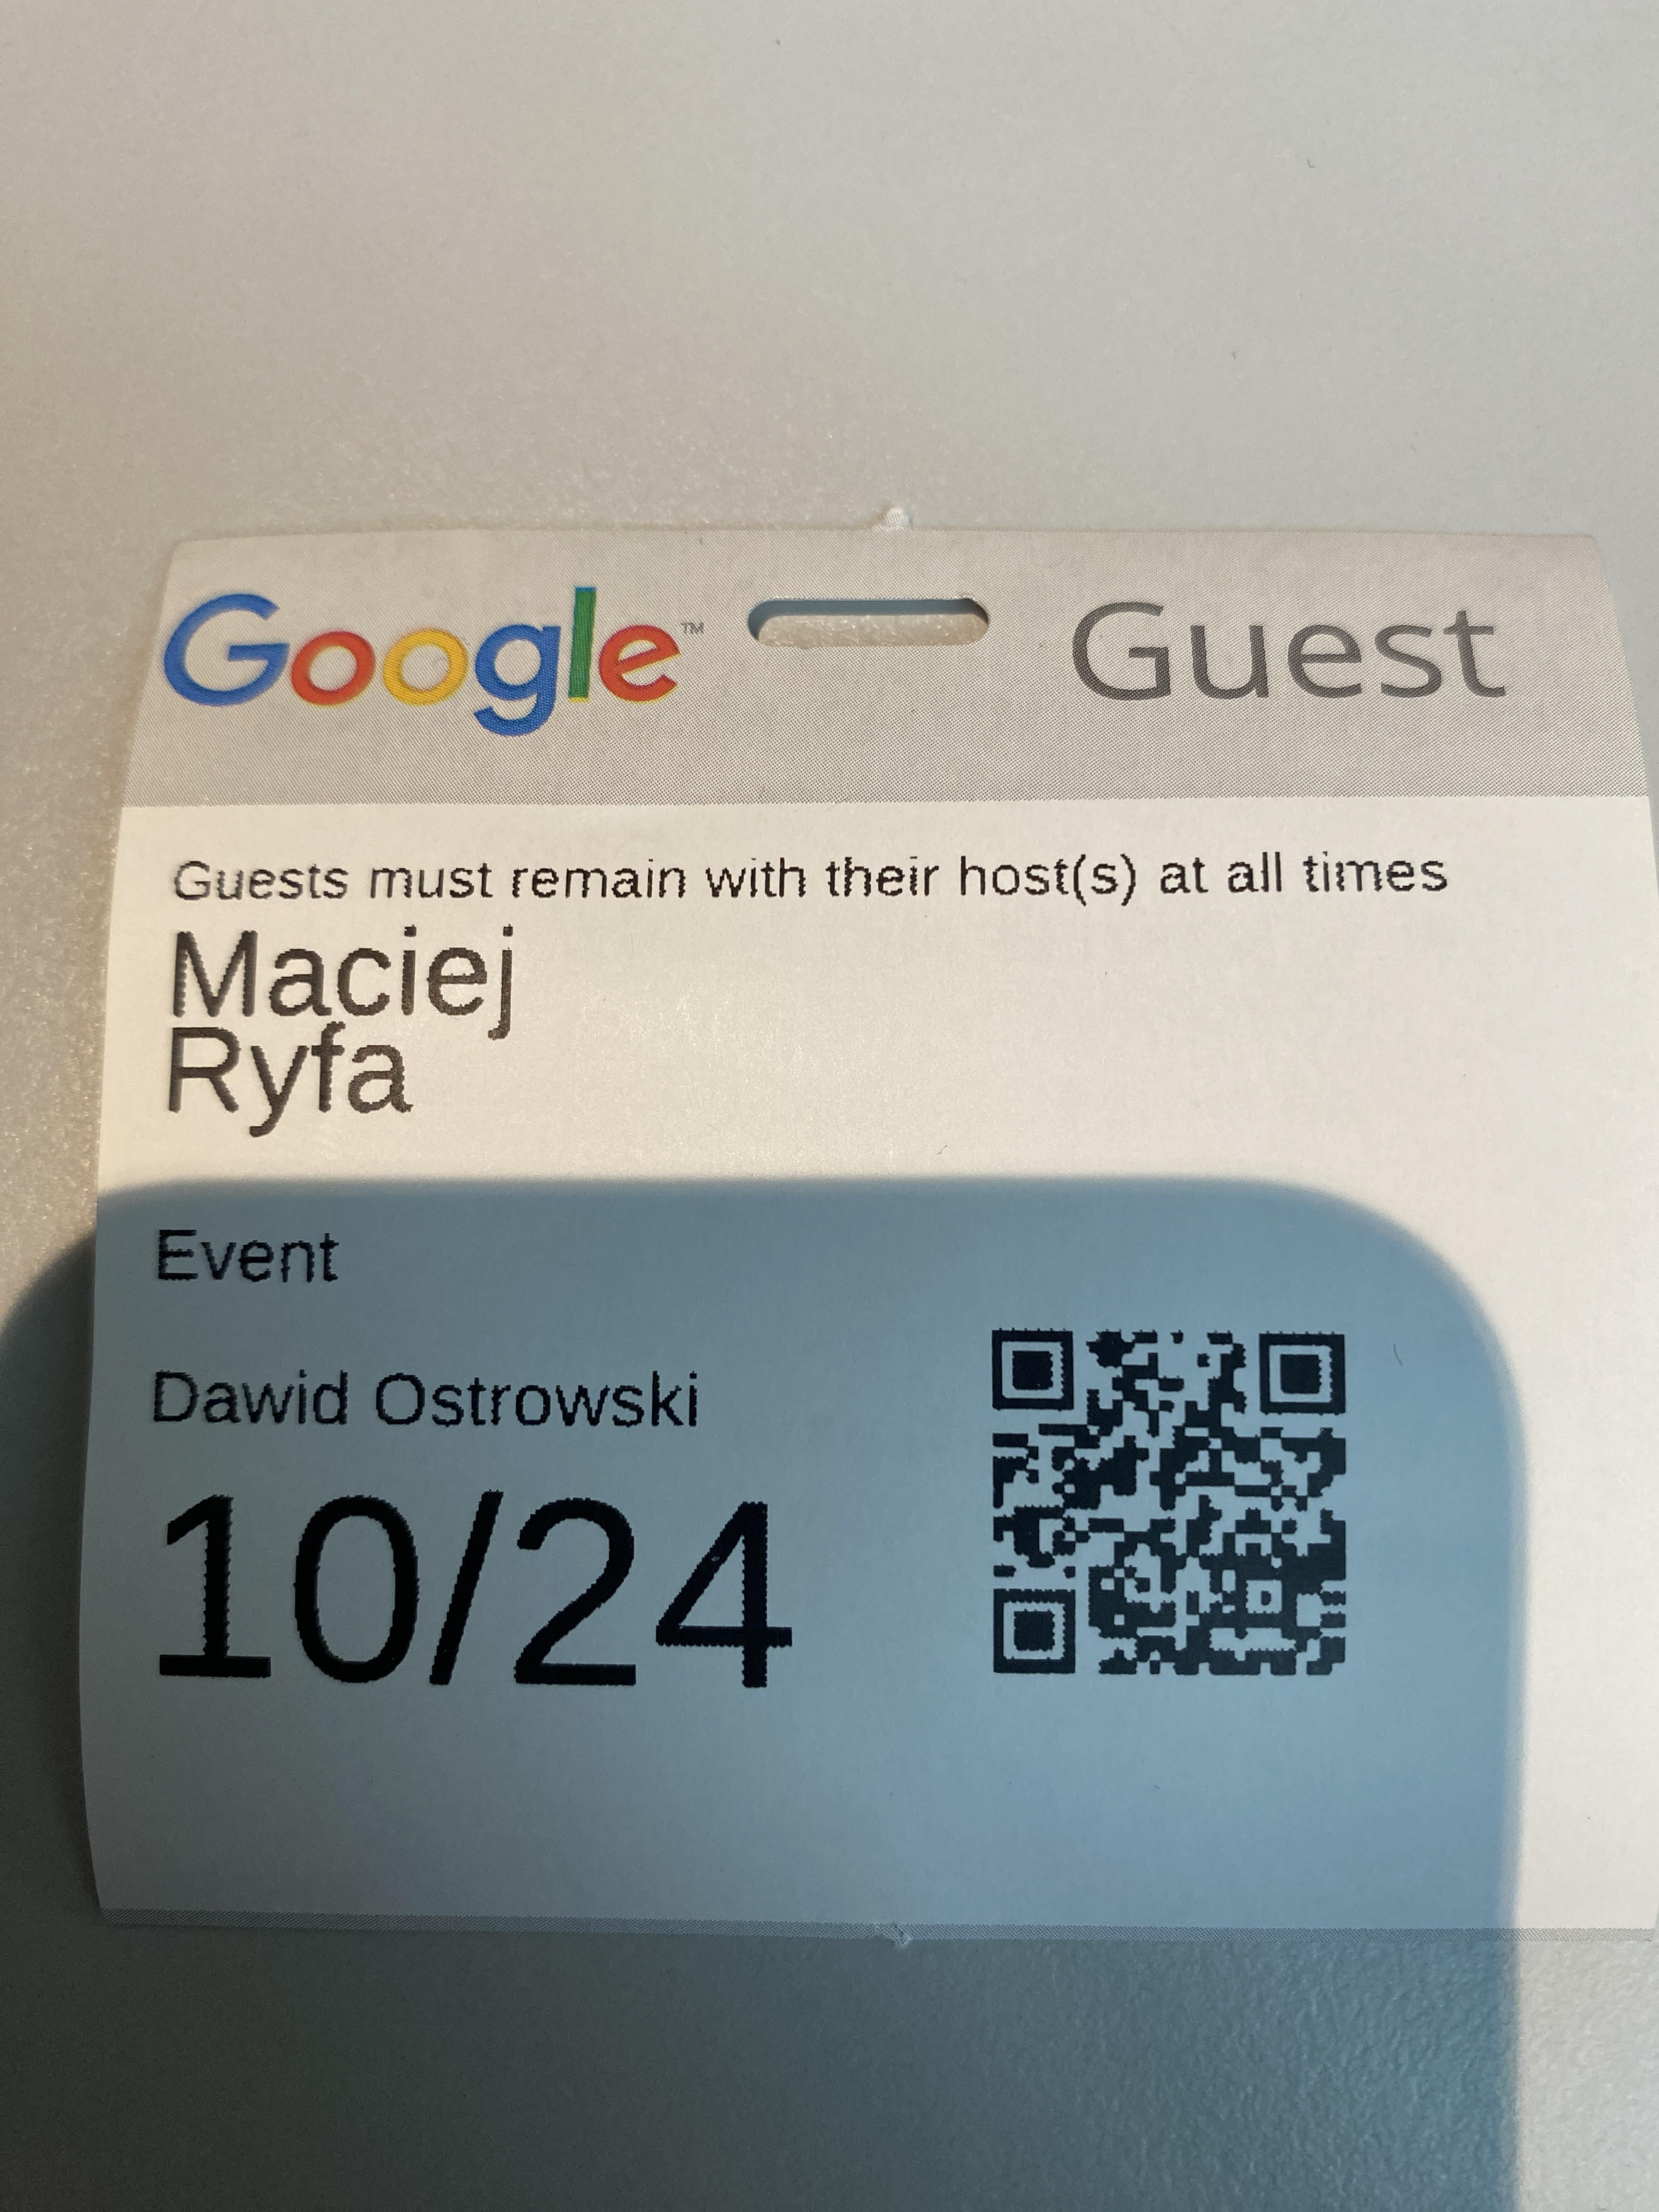 Google™ Guest
Guests must remain with their host(s) at all times
Maciej
Ryfa
Event
Dawid Ostrowski
10/24